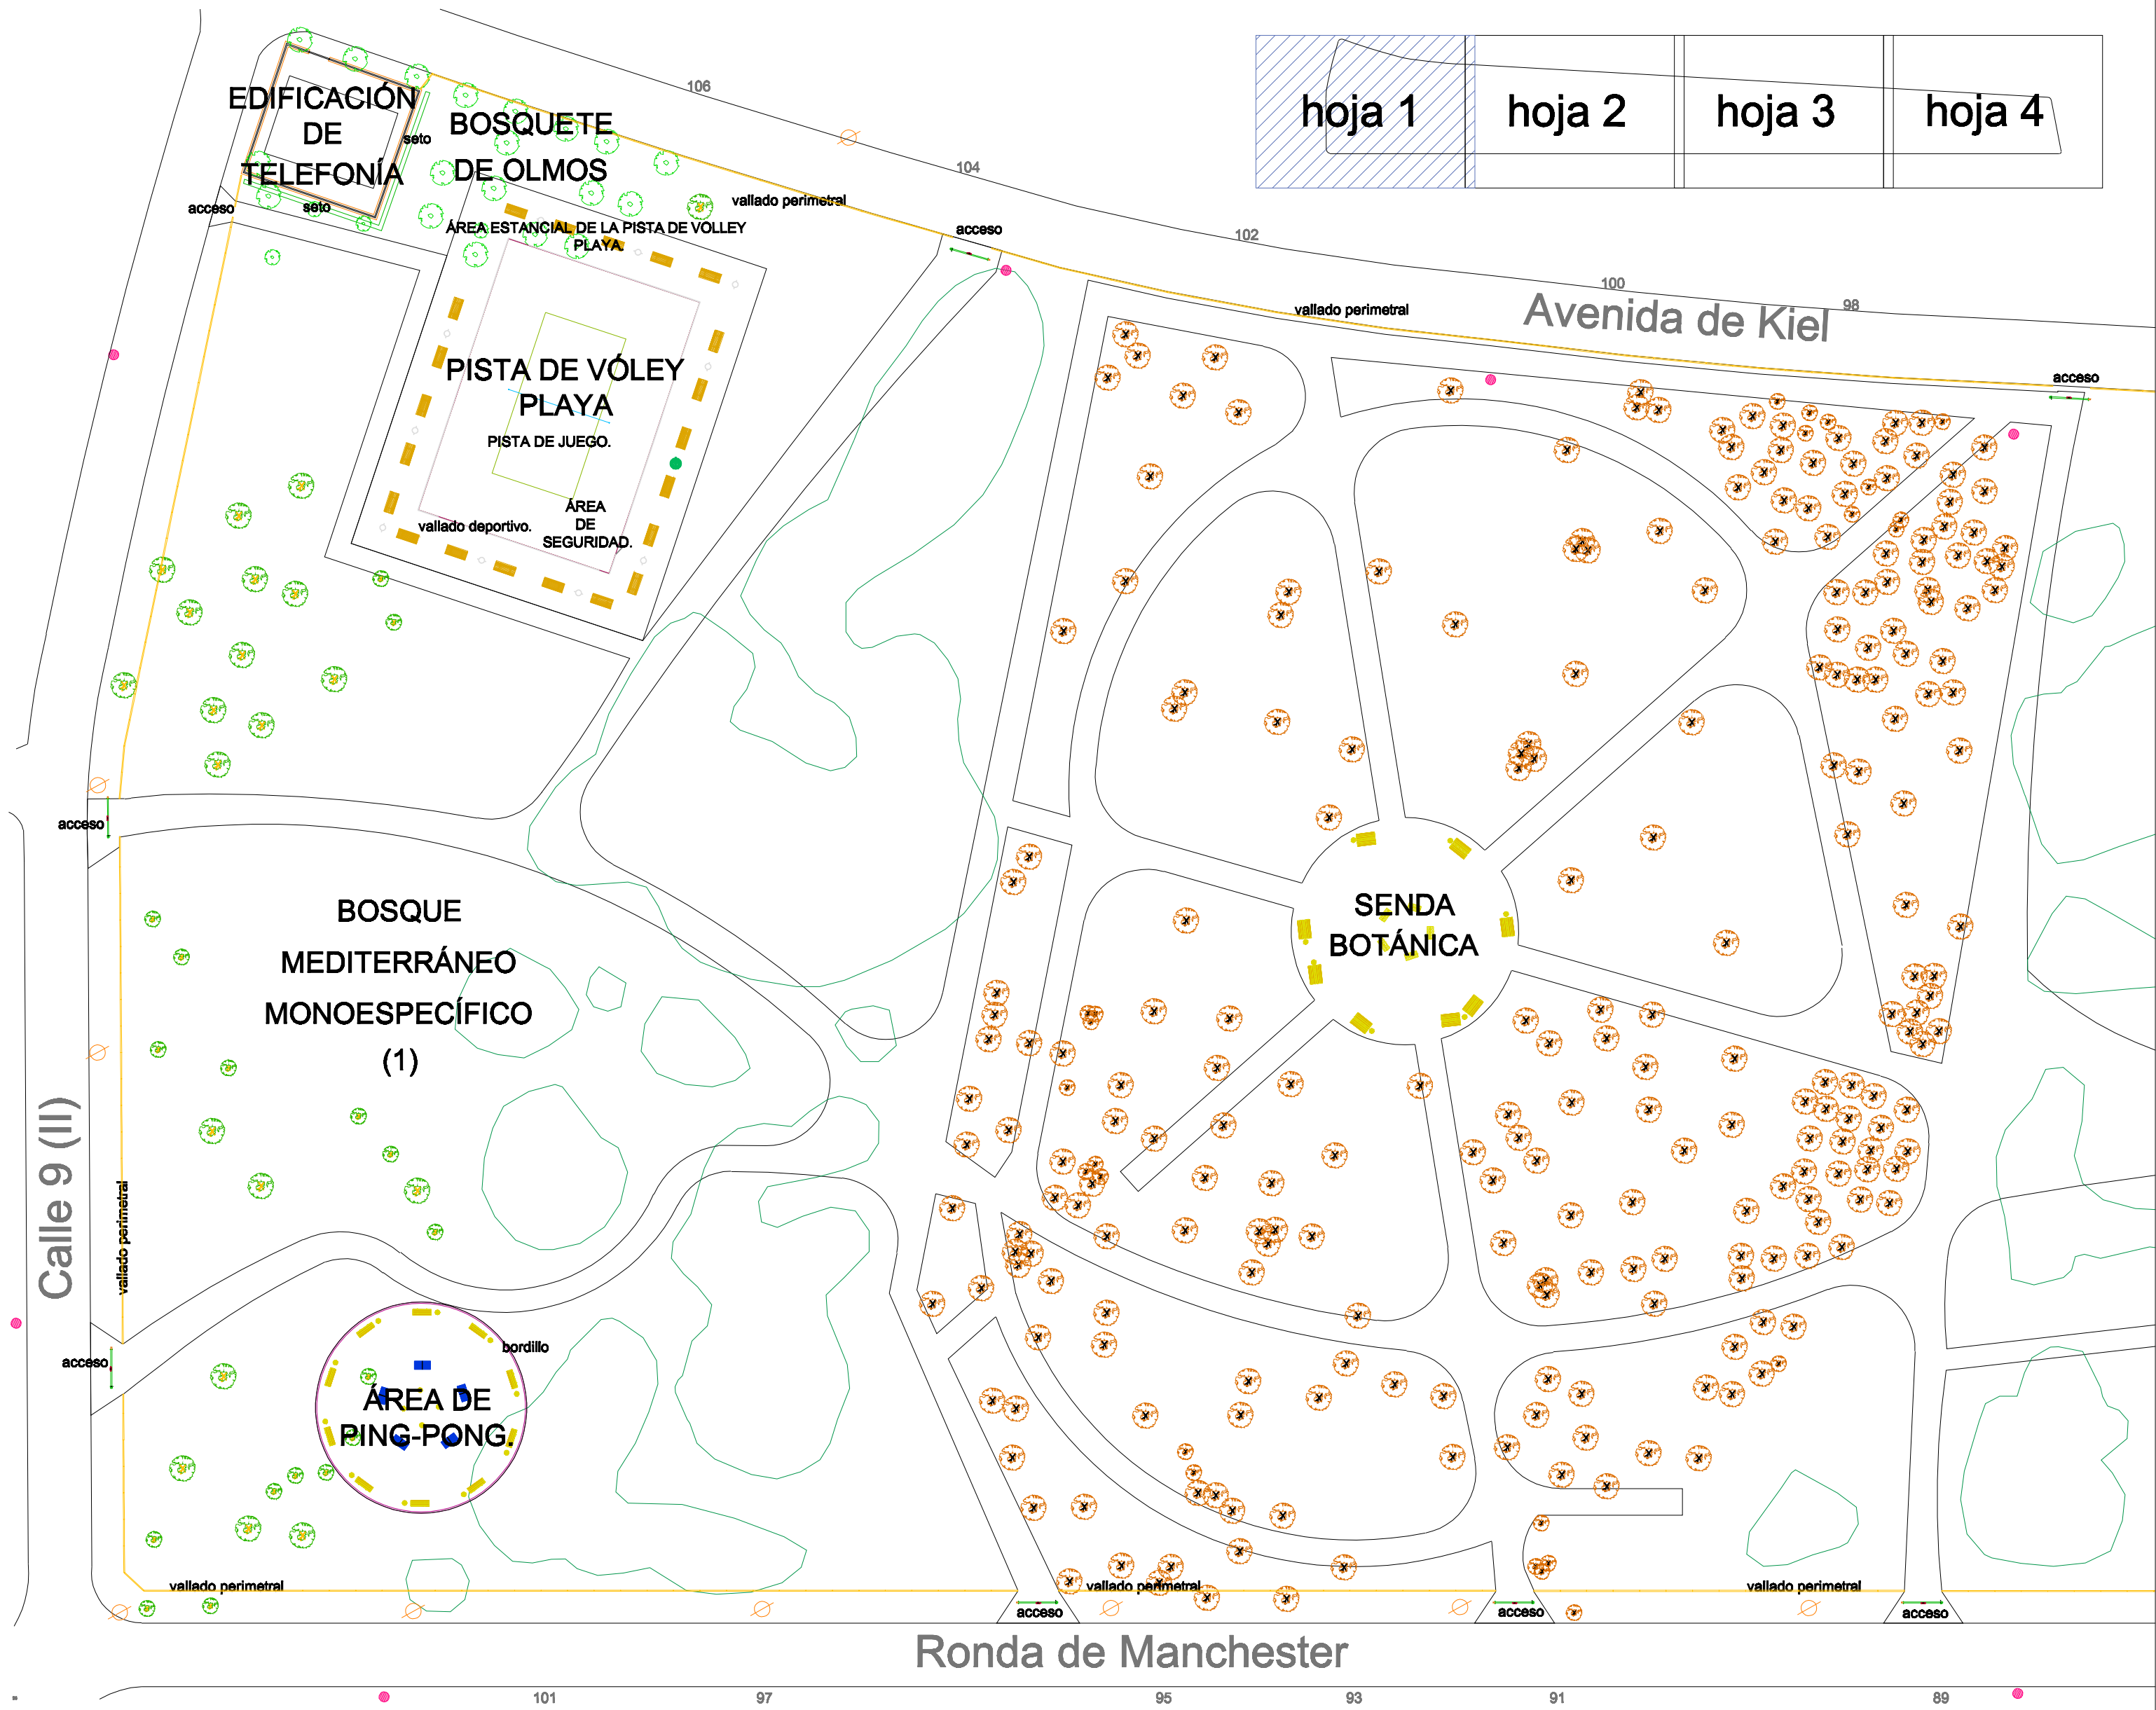 106
hoja 1
hoja 2
hoja 3
hoja 4
EDIFICACIÓN
DE
TELEFONÍA
seto
BOSQUETE
DE OLMOS
104
acceso
seto
vallado perimetral
ÁREA ESTANCIAL DE LA PISTA DE VÓLEY
PLAYA.
acceso
102
100
98
vallado perimetral
Avenida de Kiel
acceso
PISTA DE VÓLEY
PLAYA
PISTA DE JUEGO.
ÁREA
DE
SEGURIDAD.
vallado deportivo.
acceso
BOSQUE
MEDITERRÁNEO
MONOESPECÍFICO
(1)
SENDA
BOTÁNICA
Calle 9 (II)
vallado perimetral
acceso
bordillo
ÁREA DE
PING-PONG.
vallado perimetral
vallado perimetral
vallado perimetral
acceso
acceso
acceso
Ronda de Manchester
101
97
95
93
91
89